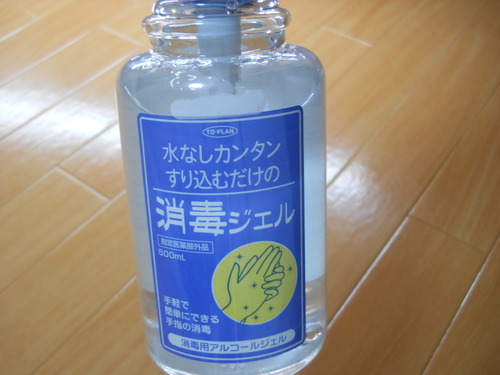 TO-PLAN
水なしカンタン
すり込むだけの
消毒ジェル
指定医薬部外品
500mL
手軽で
簡単にできる
手指の消毒
消毒用アルコールジェル